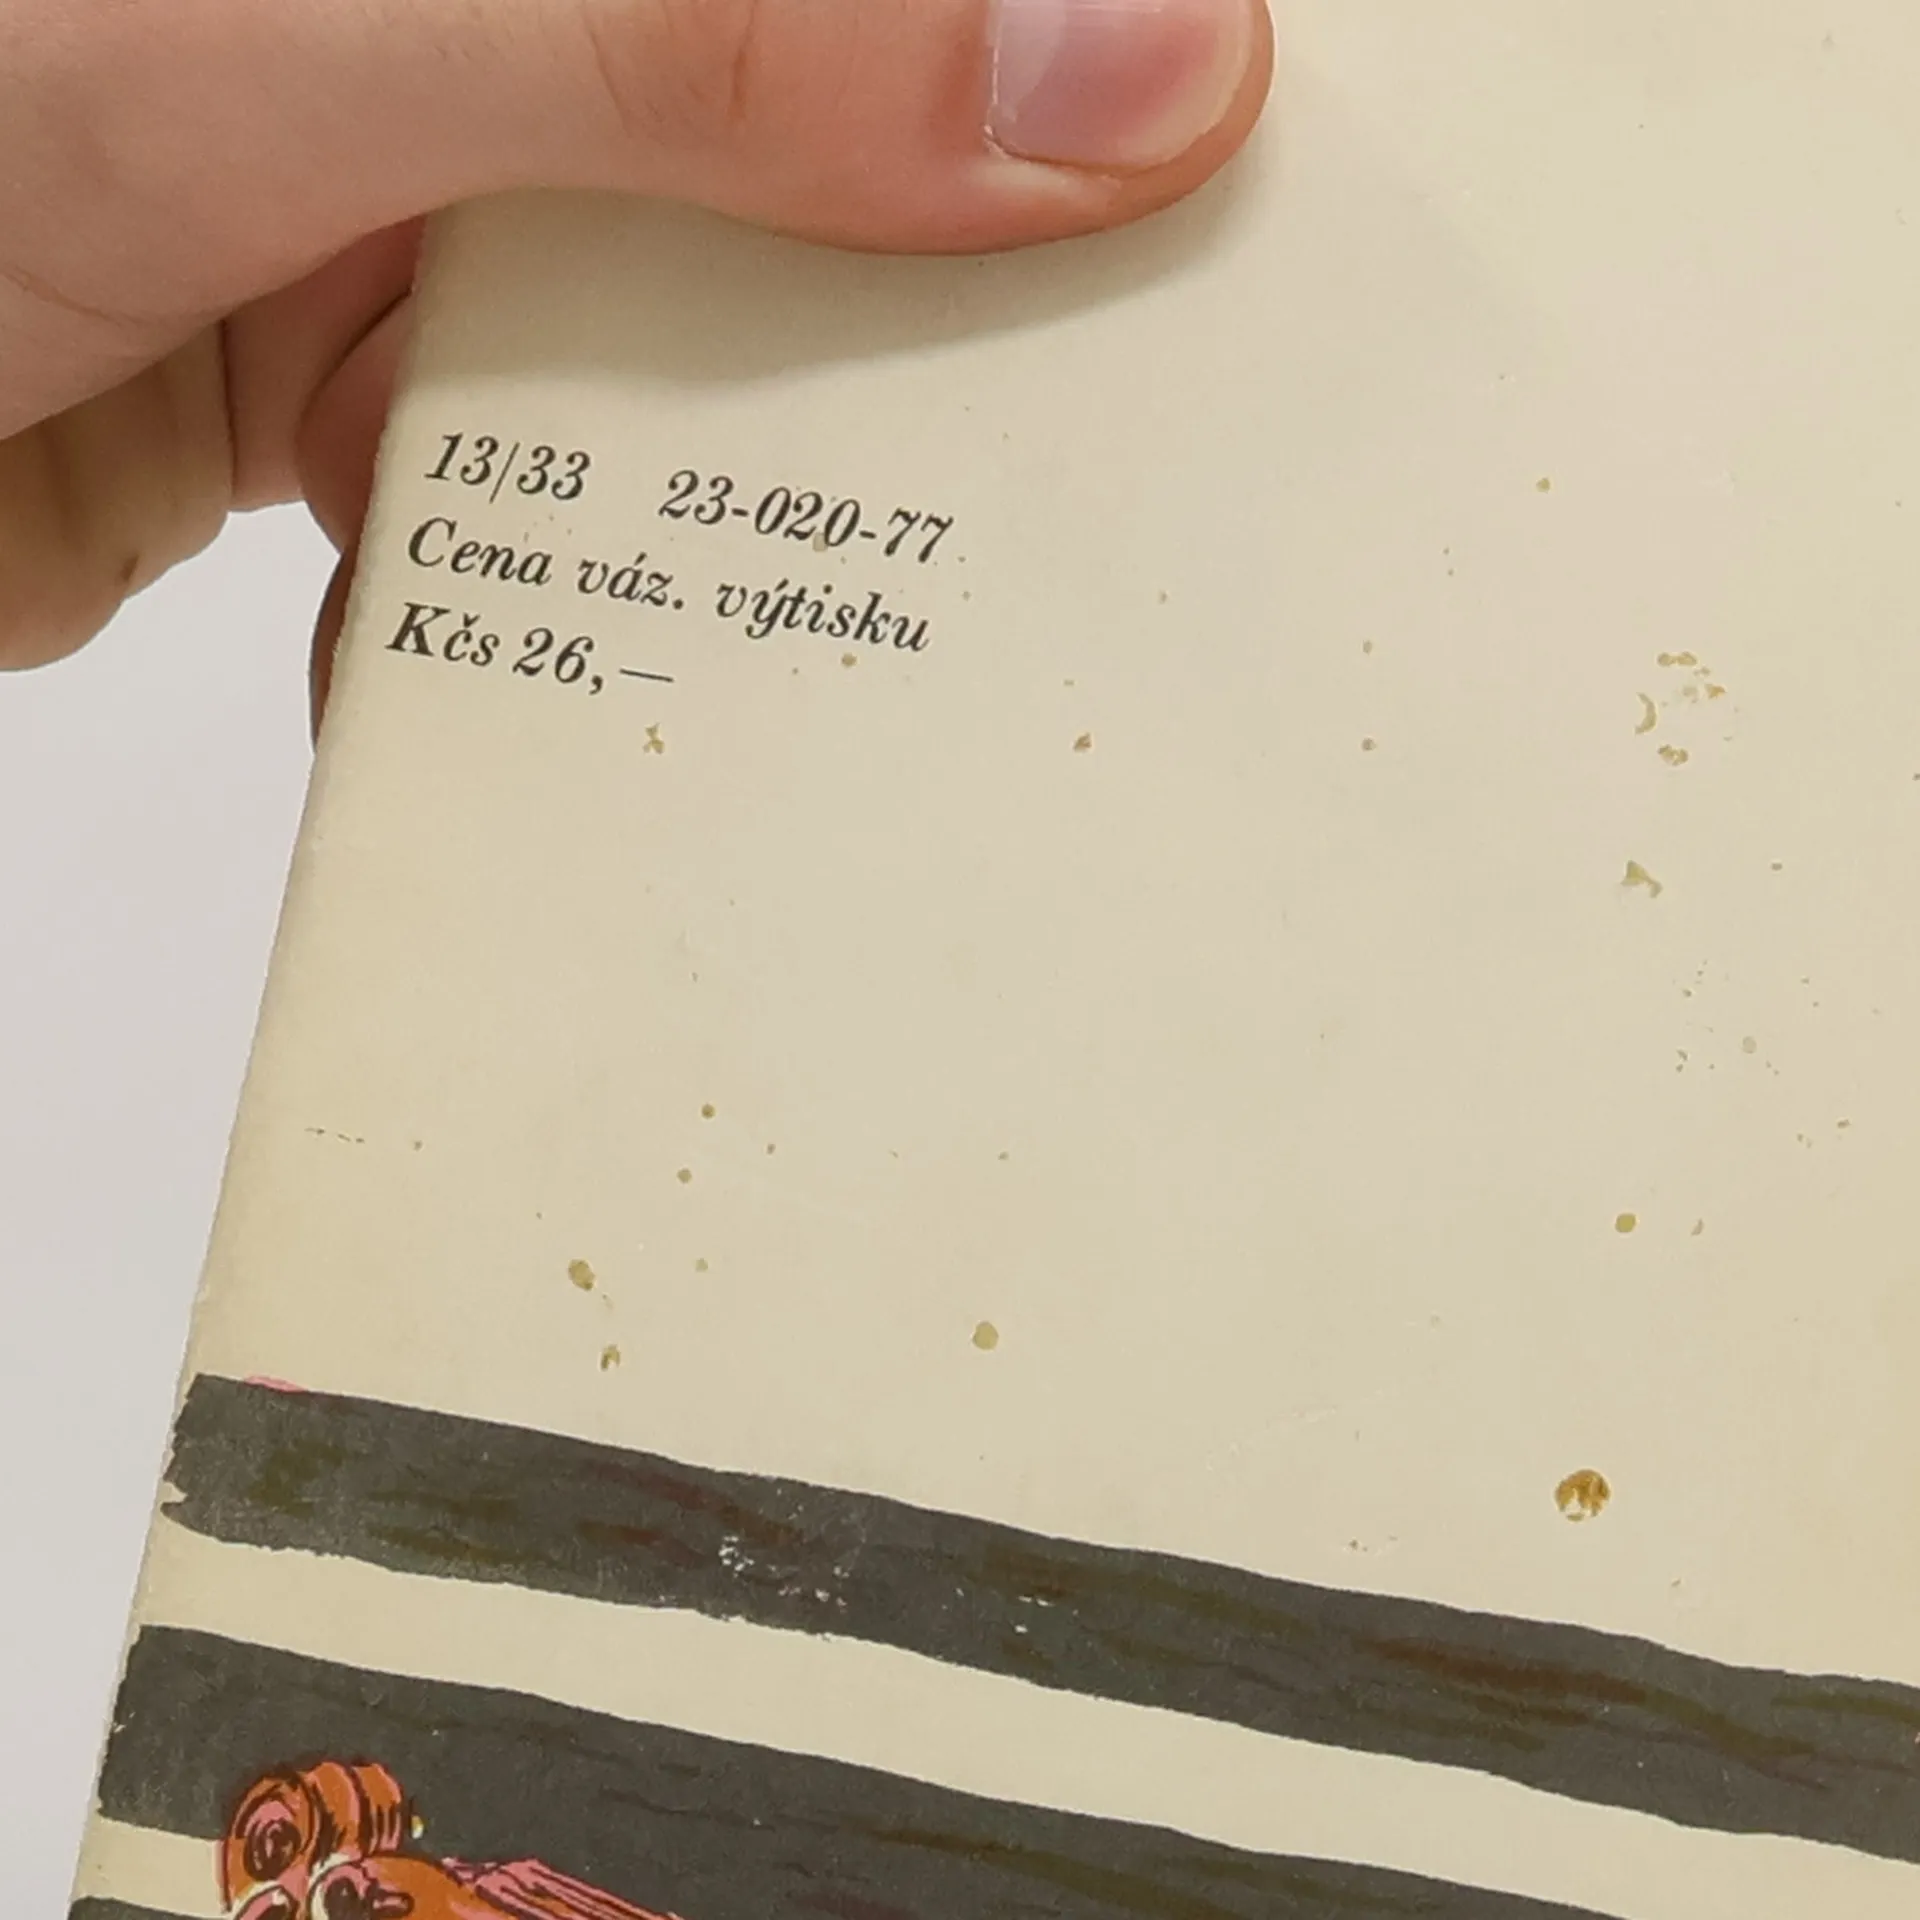 13/33 23-020-77
Cena váz. výtisku
Kčs 26,—